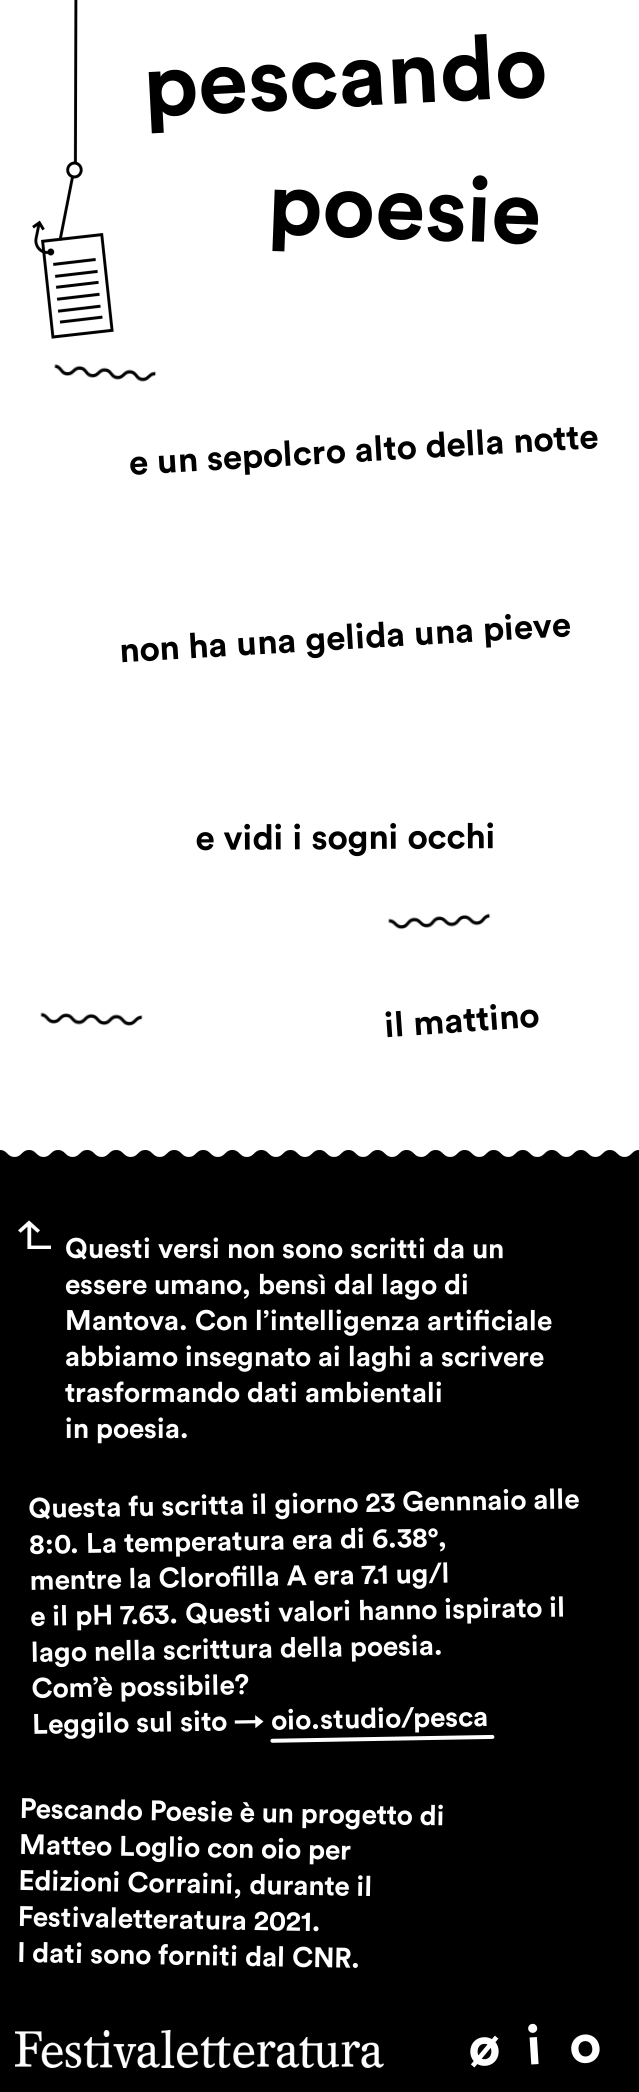 pescando
poesie
e un sepolcro alto della notte
non ha una gelida una pieve
e vidi i sogni occhi
il mattino
Questi versi non sono scritti da un
essere umano, bensì dal lago di
Mantova. Con l’intelligenza artificiale
abbiamo insegnato ai laghi a scrivere
trasformando dati ambientali
in poesia.
Questa fu scritta il giorno 23 Gennnaio alle
8:0. La temperatura era di 6.38°,
mentre la Clorofilla A era 7.1 ug/l
e il pH 7.63. Questi valori hanno ispirato il
lago nella scrittura della poesia.
Com’è possibile?
Leggilo sul sito → oio.studio/pesca
Pescando Poesie è un progetto di
Matteo Loglio con oio per
Edizioni Corraini, durante il
Festivaletteratura 2021.
I dati sono forniti dal CNR.
Festivaletteratura ø i o